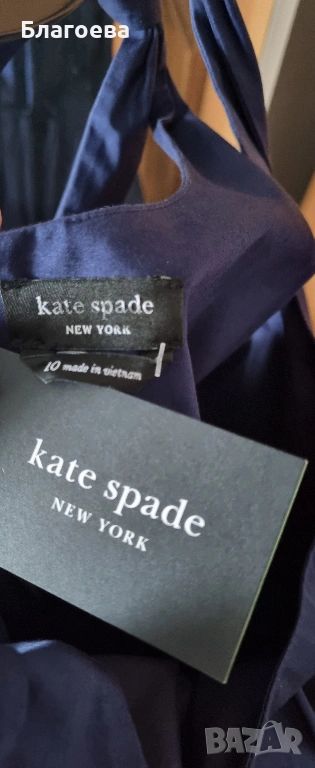 Благоева
kate spade
NEW YORK
10 made in vietnam
kate spade
NEW YORK
BAZAR